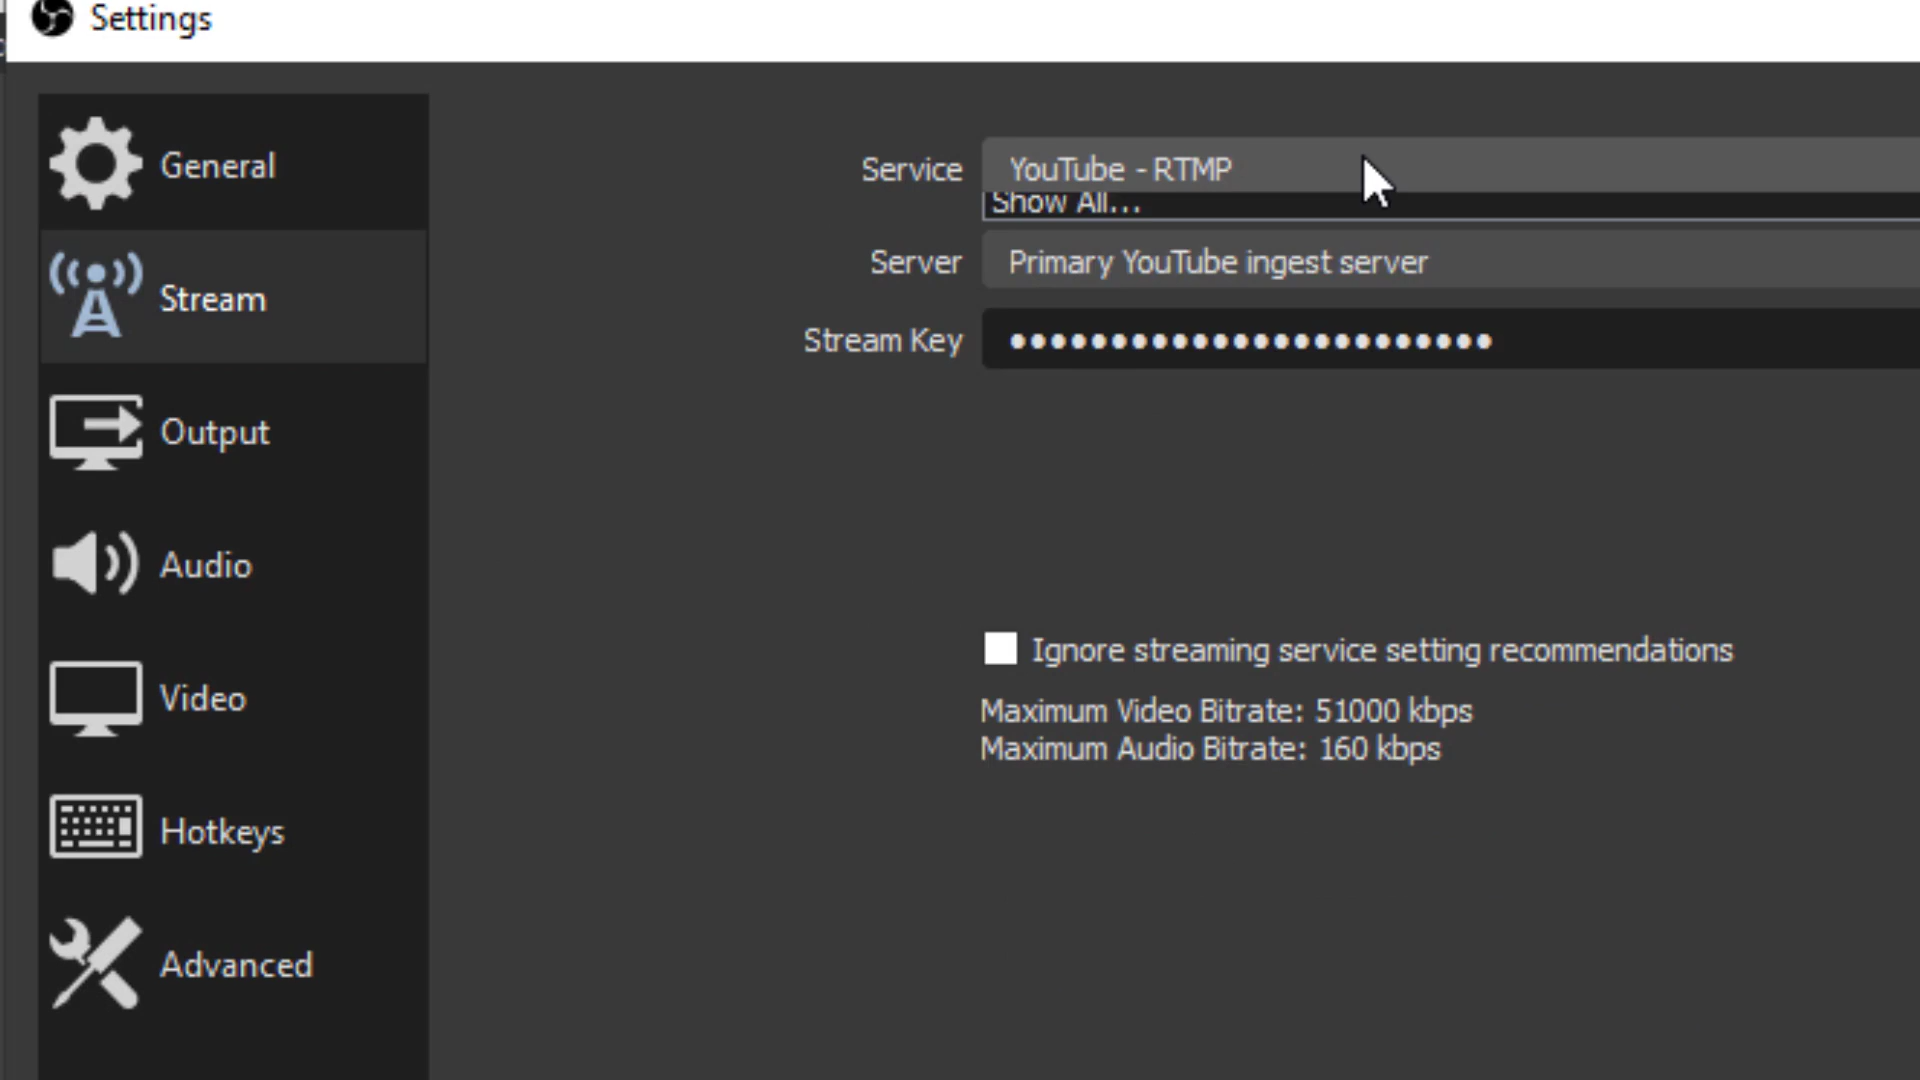 Settings
General
Stream
Output
Audio
Video
Hotkeys
Advanced
Service YouTube - RTMP
Show All...
Server Primary YouTube ingest server
Stream Key ●●●●●●●●●●●●●●●●●●●●●●●●
Ignore streaming service setting recommendations
Maximum Video Bitrate: 51000 kbps
Maximum Audio Bitrate: 160 kbps